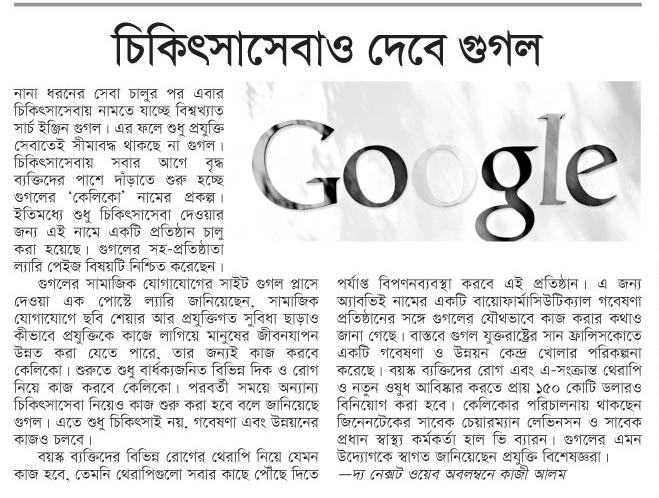 চিকিৎসাসেবাও দেবে গুগল
নানা ধরনের সেবা চালুর পর এবার
চিকিৎসাসেবায় নামতে যাচ্ছে বিশ্বখ্যাত
সার্চ ইঞ্জিন গুগল। এর ফলে শুধু প্রযুক্তি
সেবাতেই সীমাবদ্ধ থাকছে না গুগল।
চিকিৎসাসেবায় সবার আগে বৃদ্ধ
ব্যক্তিদের পাশে দাঁড়াতে শুরু হচ্ছে
গুগলের ‘কেলিকো’ নামের প্রকল্প।
ইতিমধ্যে শুধু চিকিৎসাসেবা দেওয়ার
জন্য এই নামে একটি প্রতিষ্ঠান চালু
করা হয়েছে। গুগলের সহ-প্রতিষ্ঠাতা
ল্যারি পেইজ বিষয়টি নিশ্চিত করেছেন।
গুগলের সামাজিক যোগাযোগের সাইট গুগল প্লাসে
দেওয়া এক পোস্টে ল্যারি জানিয়েছেন, সামাজিক
যোগাযোগে ছবি শেয়ার আর প্রযুক্তিগত সুবিধা ছাড়াও
কীভাবে প্রযুক্তিকে কাজে লাগিয়ে মানুষের জীবনযাপন
উন্নত করা যেতে পারে, তার জন্যই কাজ করবে
কেলিকো। শুরুতে শুধু বার্ধক্যজনিত বিভিন্ন দিক ও রোগ
নিয়ে কাজ করবে কেলিকো। পরবর্তী সময়ে অন্যান্য
চিকিৎসাসেবা নিয়েও কাজ শুরু করা হবে বলে জানিয়েছে
গুগল। এতে শুধু চিকিৎসাই নয়, গবেষণা এবং উন্নয়নের
কাজও চলবে।
বয়স্ক ব্যক্তিদের বিভিন্ন রোগের থেরাপি নিয়ে যেমন
কাজ হবে, তেমনি থেরাপিগুলো সবার কাছে পৌঁছে দিতে
Google
পর্যাপ্ত বিপণনব্যবস্থা করবে এই প্রতিষ্ঠান। এ জন্য
অ্যাবভিই নামের একটি বায়োফার্মাসিউটিক্যাল গবেষণা
প্রতিষ্ঠানের সঙ্গে গুগলের যৌথভাবে কাজ করার কথাও
জানা গেছে। বাস্তবে গুগল যুক্তরাষ্ট্রের সান ফ্রান্সিসকোতে
একটি গবেষণা ও উন্নয়ন কেন্দ্র খোলার পরিকল্পনা
করেছে। বয়স্ক ব্যক্তিদের রোগ এবং এ-সংক্রান্ত থেরাপি
ও নতুন ওষুধ আবিষ্কার করতে প্রায় ১৫০ কোটি ডলারও
বিনিয়োগ করা হবে। কেলিকোর পরিচালনায় থাকছেন
জিনেনটেকের সাবেক চেয়ারম্যান লেভিনসন ও সাবেক
প্রধান স্বাস্থ্য কর্মকর্তা হাল ভি ব্যারন। গুগলের এমন
উদ্যোগকে স্বাগত জানিয়েছেন প্রযুক্তি বিশেষজ্ঞরা।
—দ্য নেক্সট ওয়েব অবলম্বনে কাজী আলম